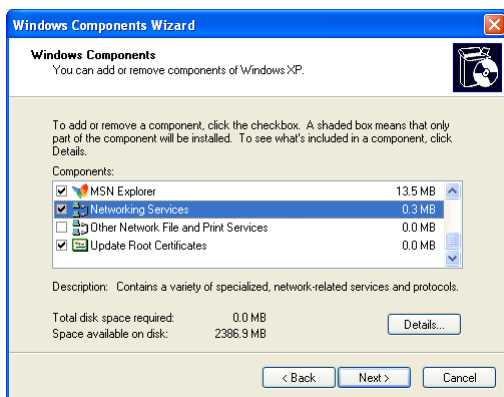 Windows Components Wizard
Windows Components
You can add or remove components of Windows XP.
To add or remove a component, click the checkbox. A shaded box means that only
part of the component will be installed. To see what's included in a component, click
Details.
Components:
MSN Explorer 13.5 MB
Networking Services 0.3 MB
Other Network File and Print Services 0.0 MB
Update Root Certificates 0.0 MB
Description: Contains a variety of specialized, network-related services and protocols.
Total disk space required: 0.0 MB
Space available on disk: 2386.9 MB
Details...
< Back Next > Cancel